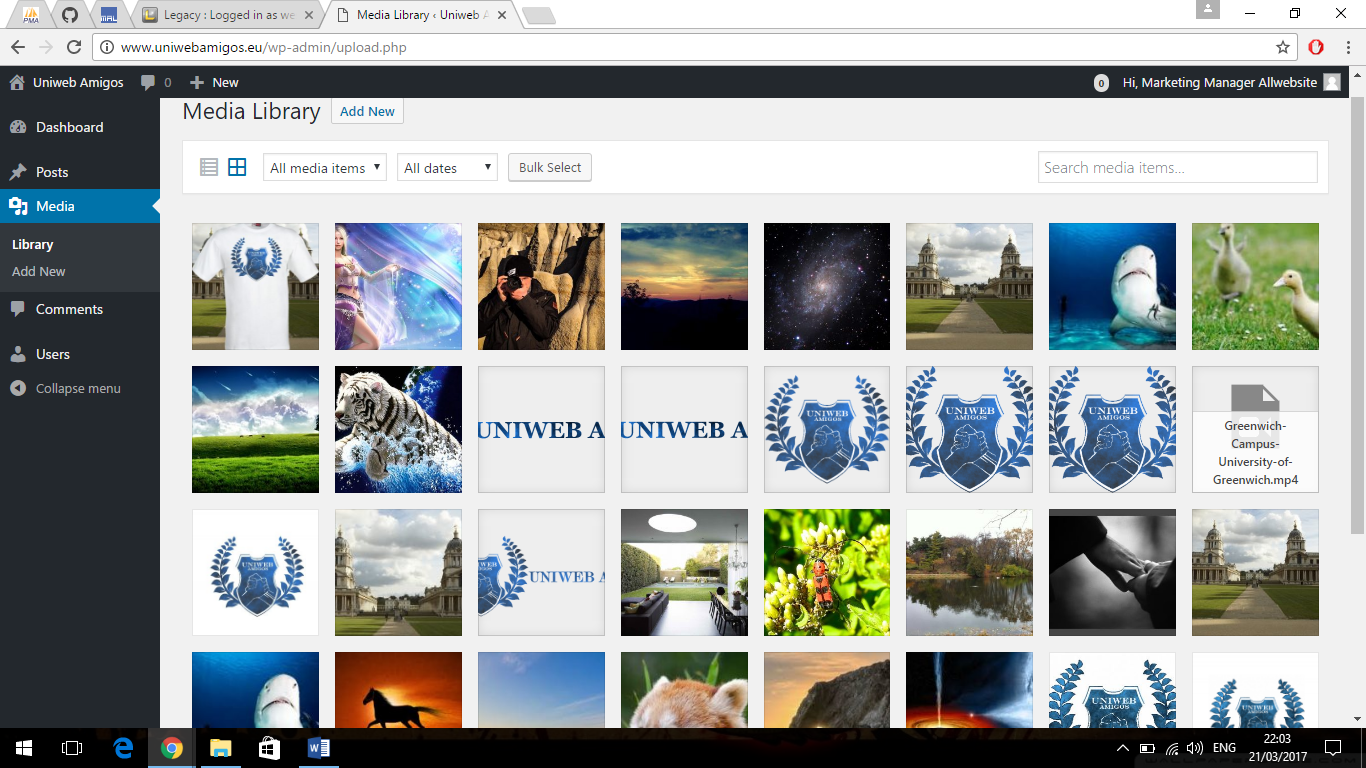 PMA
MAL
Legacy : Logged in as we
Media Library ‹ Uniweb A
www.uniwebamigos.eu/wp-admin/upload.php
Uniweb Amigos
0
New
0
Hi, Marketing Manager Allwebsite
Dashboard
Posts
Media
Library
Add New
Comments
Users
Collapse menu
Media Library
Add New
All media items
All dates
Bulk Select
Search media items...
UNIWEB A
UNIWEB A
UNIWEB
AMIGOS
UNIWEB
AMIGOS
UNIWEB
AMIGOS
Greenwich-
Campus-
University-of-
Greenwich.mp4
UNIWEB
AMIGOS
UNIWEB A
UNIWEB
AMIGOS
UNIWEB
AMIGOS
ENG
22:03
21/03/2017